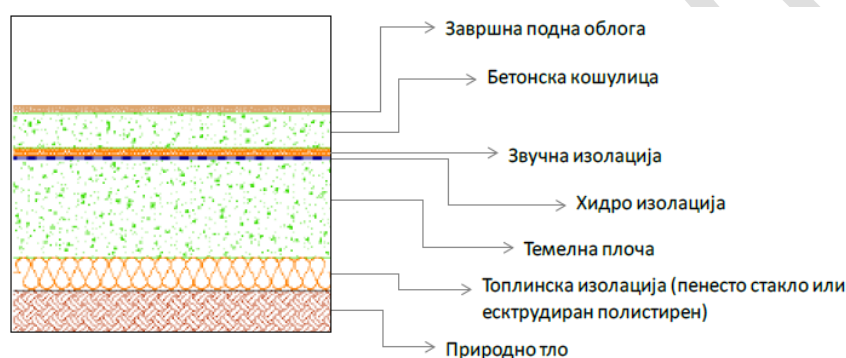 Завршна подна облога
Бетонска кошулица
Звучна изолација
Хидро изолација
Темелна плоча
Топлинска изолација (пенесто стакло или
есктрудиран полистирен)
Природно тло